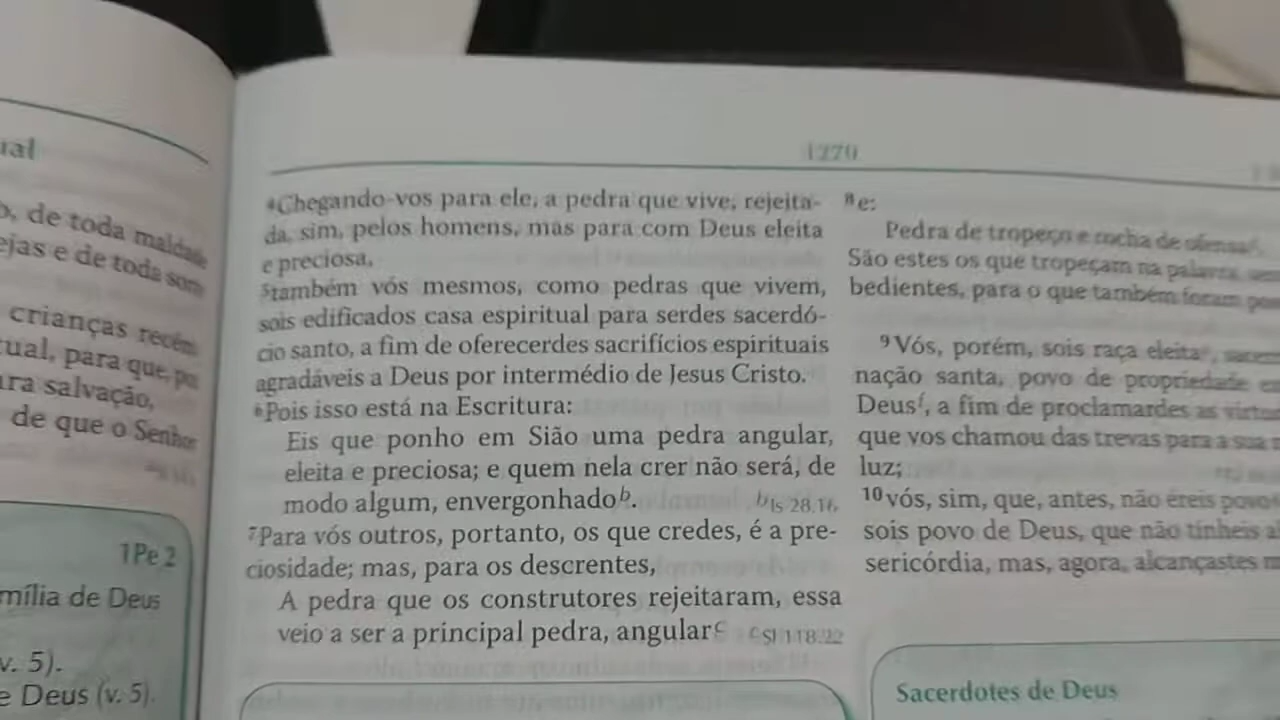 ual
de toda maldade
ejas e de toda sorte
crianças recém
tual, para que, por
ara salvação,
de que o Senhor
1Pe 2
mília de Deus
v. 5).
e Deus (v. 5).
1270
4Chegando-vos para ele, a pedra que vive, rejeita-
da, sim, pelos homens, mas para com Deus eleita
e preciosa,
5também vós mesmos, como pedras que vivem,
sois edificados casa espiritual para serdes sacerdó-
cio santo, a fim de oferecerdes sacrifícios espirituais
agradáveis a Deus por intermédio de Jesus Cristo.
6Pois isso está na Escritura:
Eis que ponho em Sião uma pedra angular,
eleita e preciosa; e quem nela crer não será, de
modo algum, envergonhadob. bIs 28.16
7Para vós outros, portanto, os que credes, é a pre-
ciosidade; mas, para os descrentes,
A pedra que os construtores rejeitaram, essa
veio a ser a principal pedra, angularc cSl 118.22
8e:
Pedra de tropeço e rocha de ofensa
São estes os que tropeçam na palavra,
bedientes, para o que também foram
9Vós, porém, sois raça eleita
nação santa, povo de propriedade
Deusf, a fim de proclamardes as
que vos chamou das trevas para a sua
luz;
10vós, sim, que, antes, não éreis povo
sois povo de Deus, que não tínheis
sericórdia, mas, agora, alcançastes
Sacerdotes de Deus